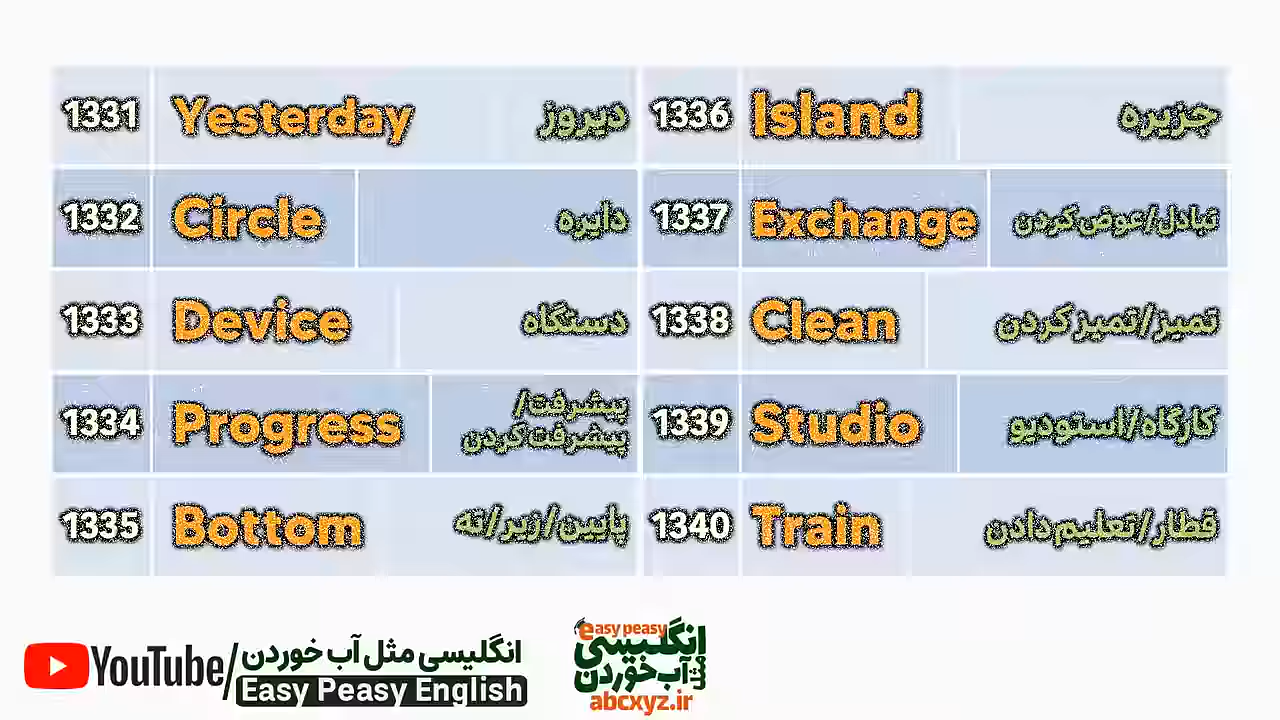 1331 Yesterday دیروز
1332 Circle دایره
1333 Device دستگاه
1334 Progress پیشرفت/
پیشرفت کردن
1335 Bottom پایین/زیر/ته
1336 Island جزیره
1337 Exchange تبادل/عوض کردن
1338 Clean تمیز/تمیز کردن
1339 Studio کارگاه/استودیو
1340 Train قطار/تعلیم دادن
YouTube/انگلیسی مثل آب خوردن
Easy Peasy English
easy peasy
انگلیسی
مثل آب خوردن
abcxyz.ir